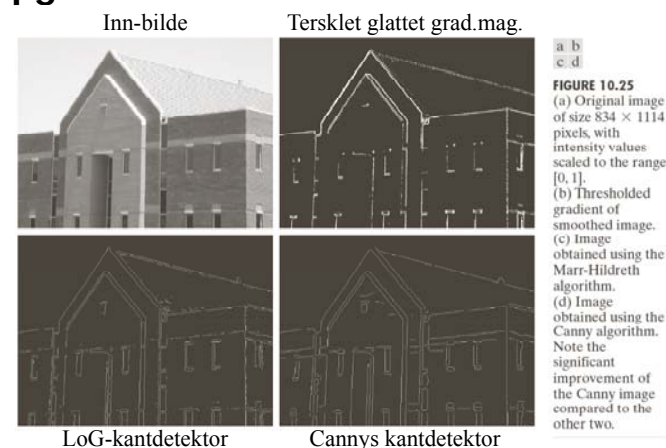 Inn-bilde
Tersklet glattet grad.mag.
LoG-kantdetektor
Cannys kantdetektor
a b
c d
FIGURE 10.25
(a) Original image
of size 834 × 1114
pixels, with
intensity values
scaled to the range
[0, 1].
(b) Thresholded
gradient of
smoothed image.
(c) Image
obtained using the
Marr-Hildreth
algorithm.
(d) Image
obtained using the
Canny algorithm.
Note the
significant
improvement of
the Canny image
compared to the
other two.